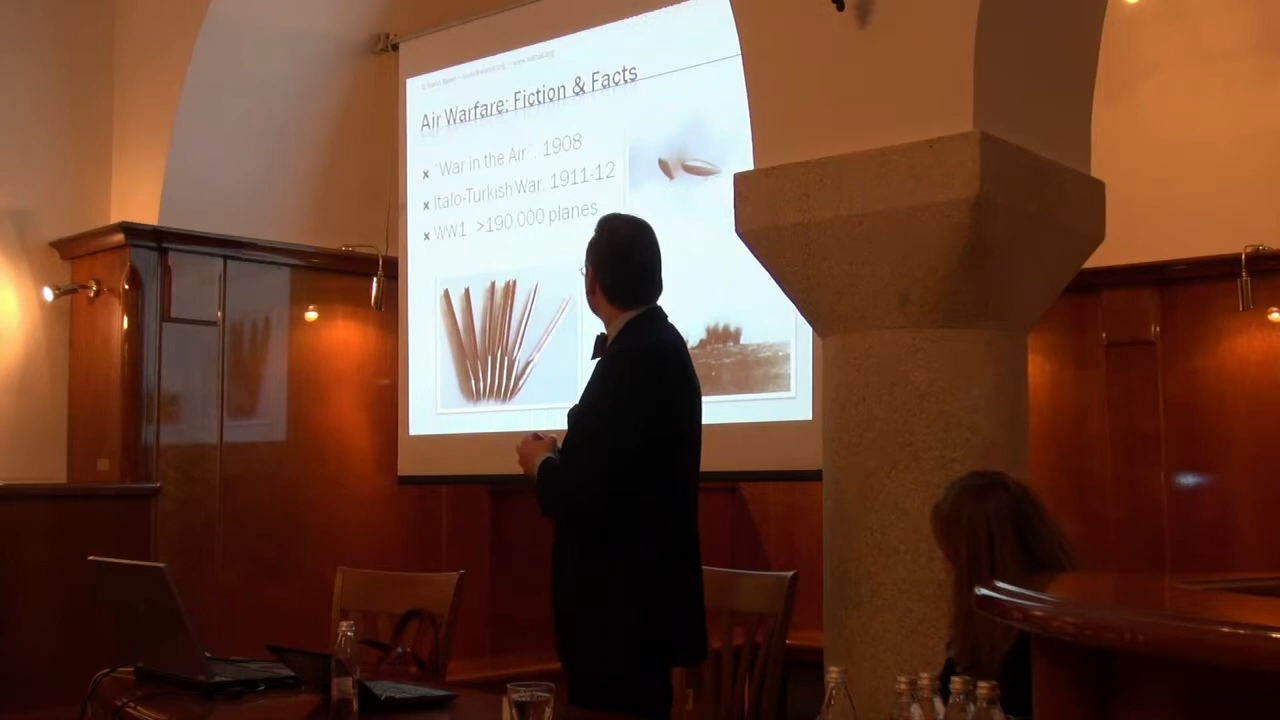 Air Warfare: Fiction & Facts
"War in the Air 1908
Italo-Turkish War 1911-12
WW1 >190,000 planes